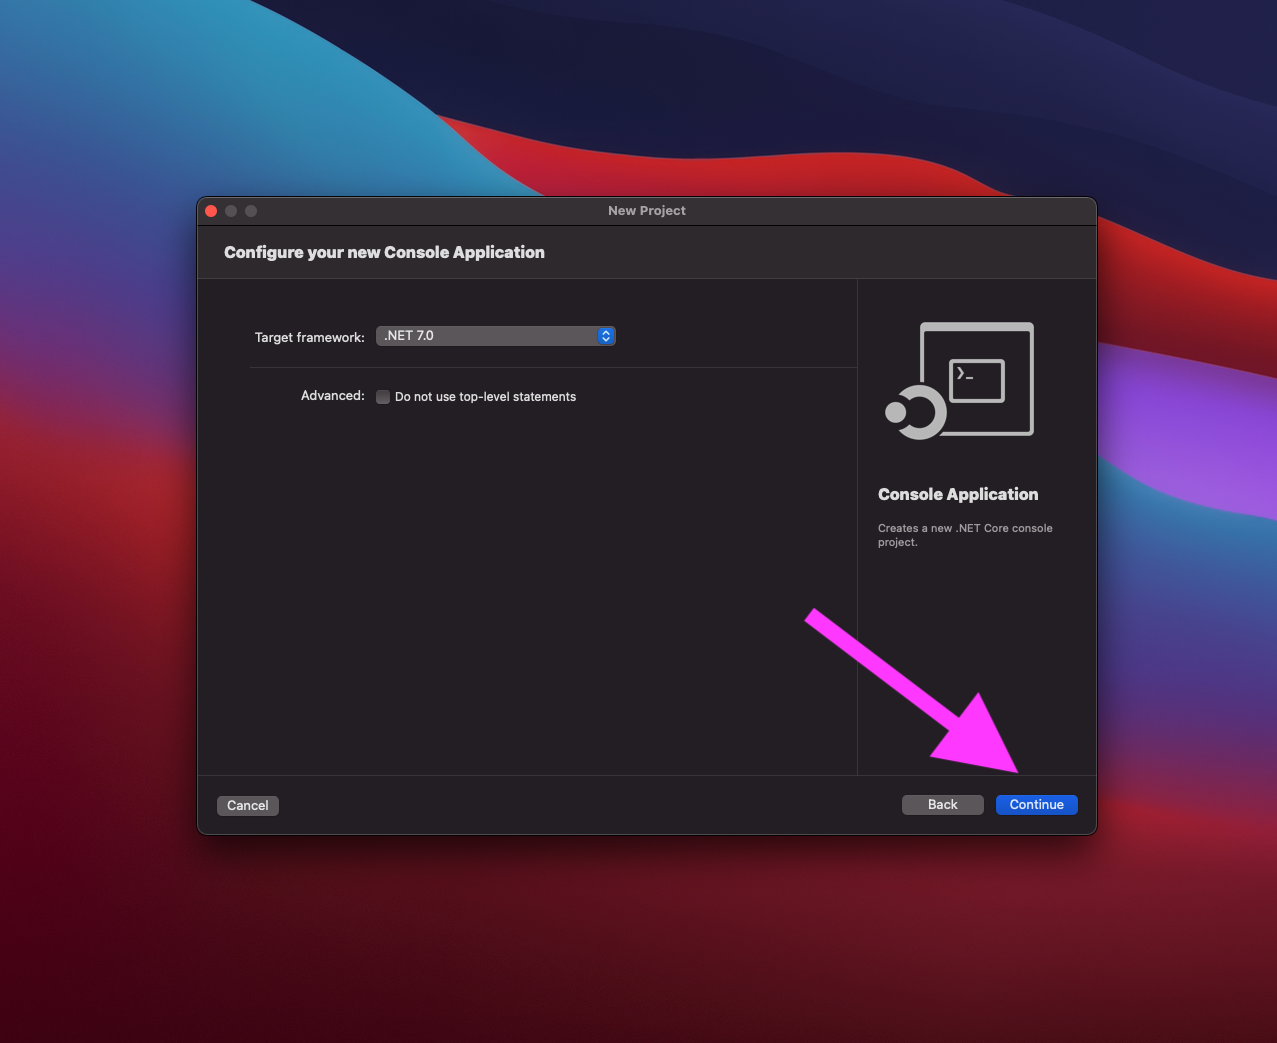 New Project
Configure your new Console Application
Target framework: .NET 7.0
Advanced: Do not use top-level statements
Console Application
Creates a new .NET Core console
project.
Cancel
Back
Continue